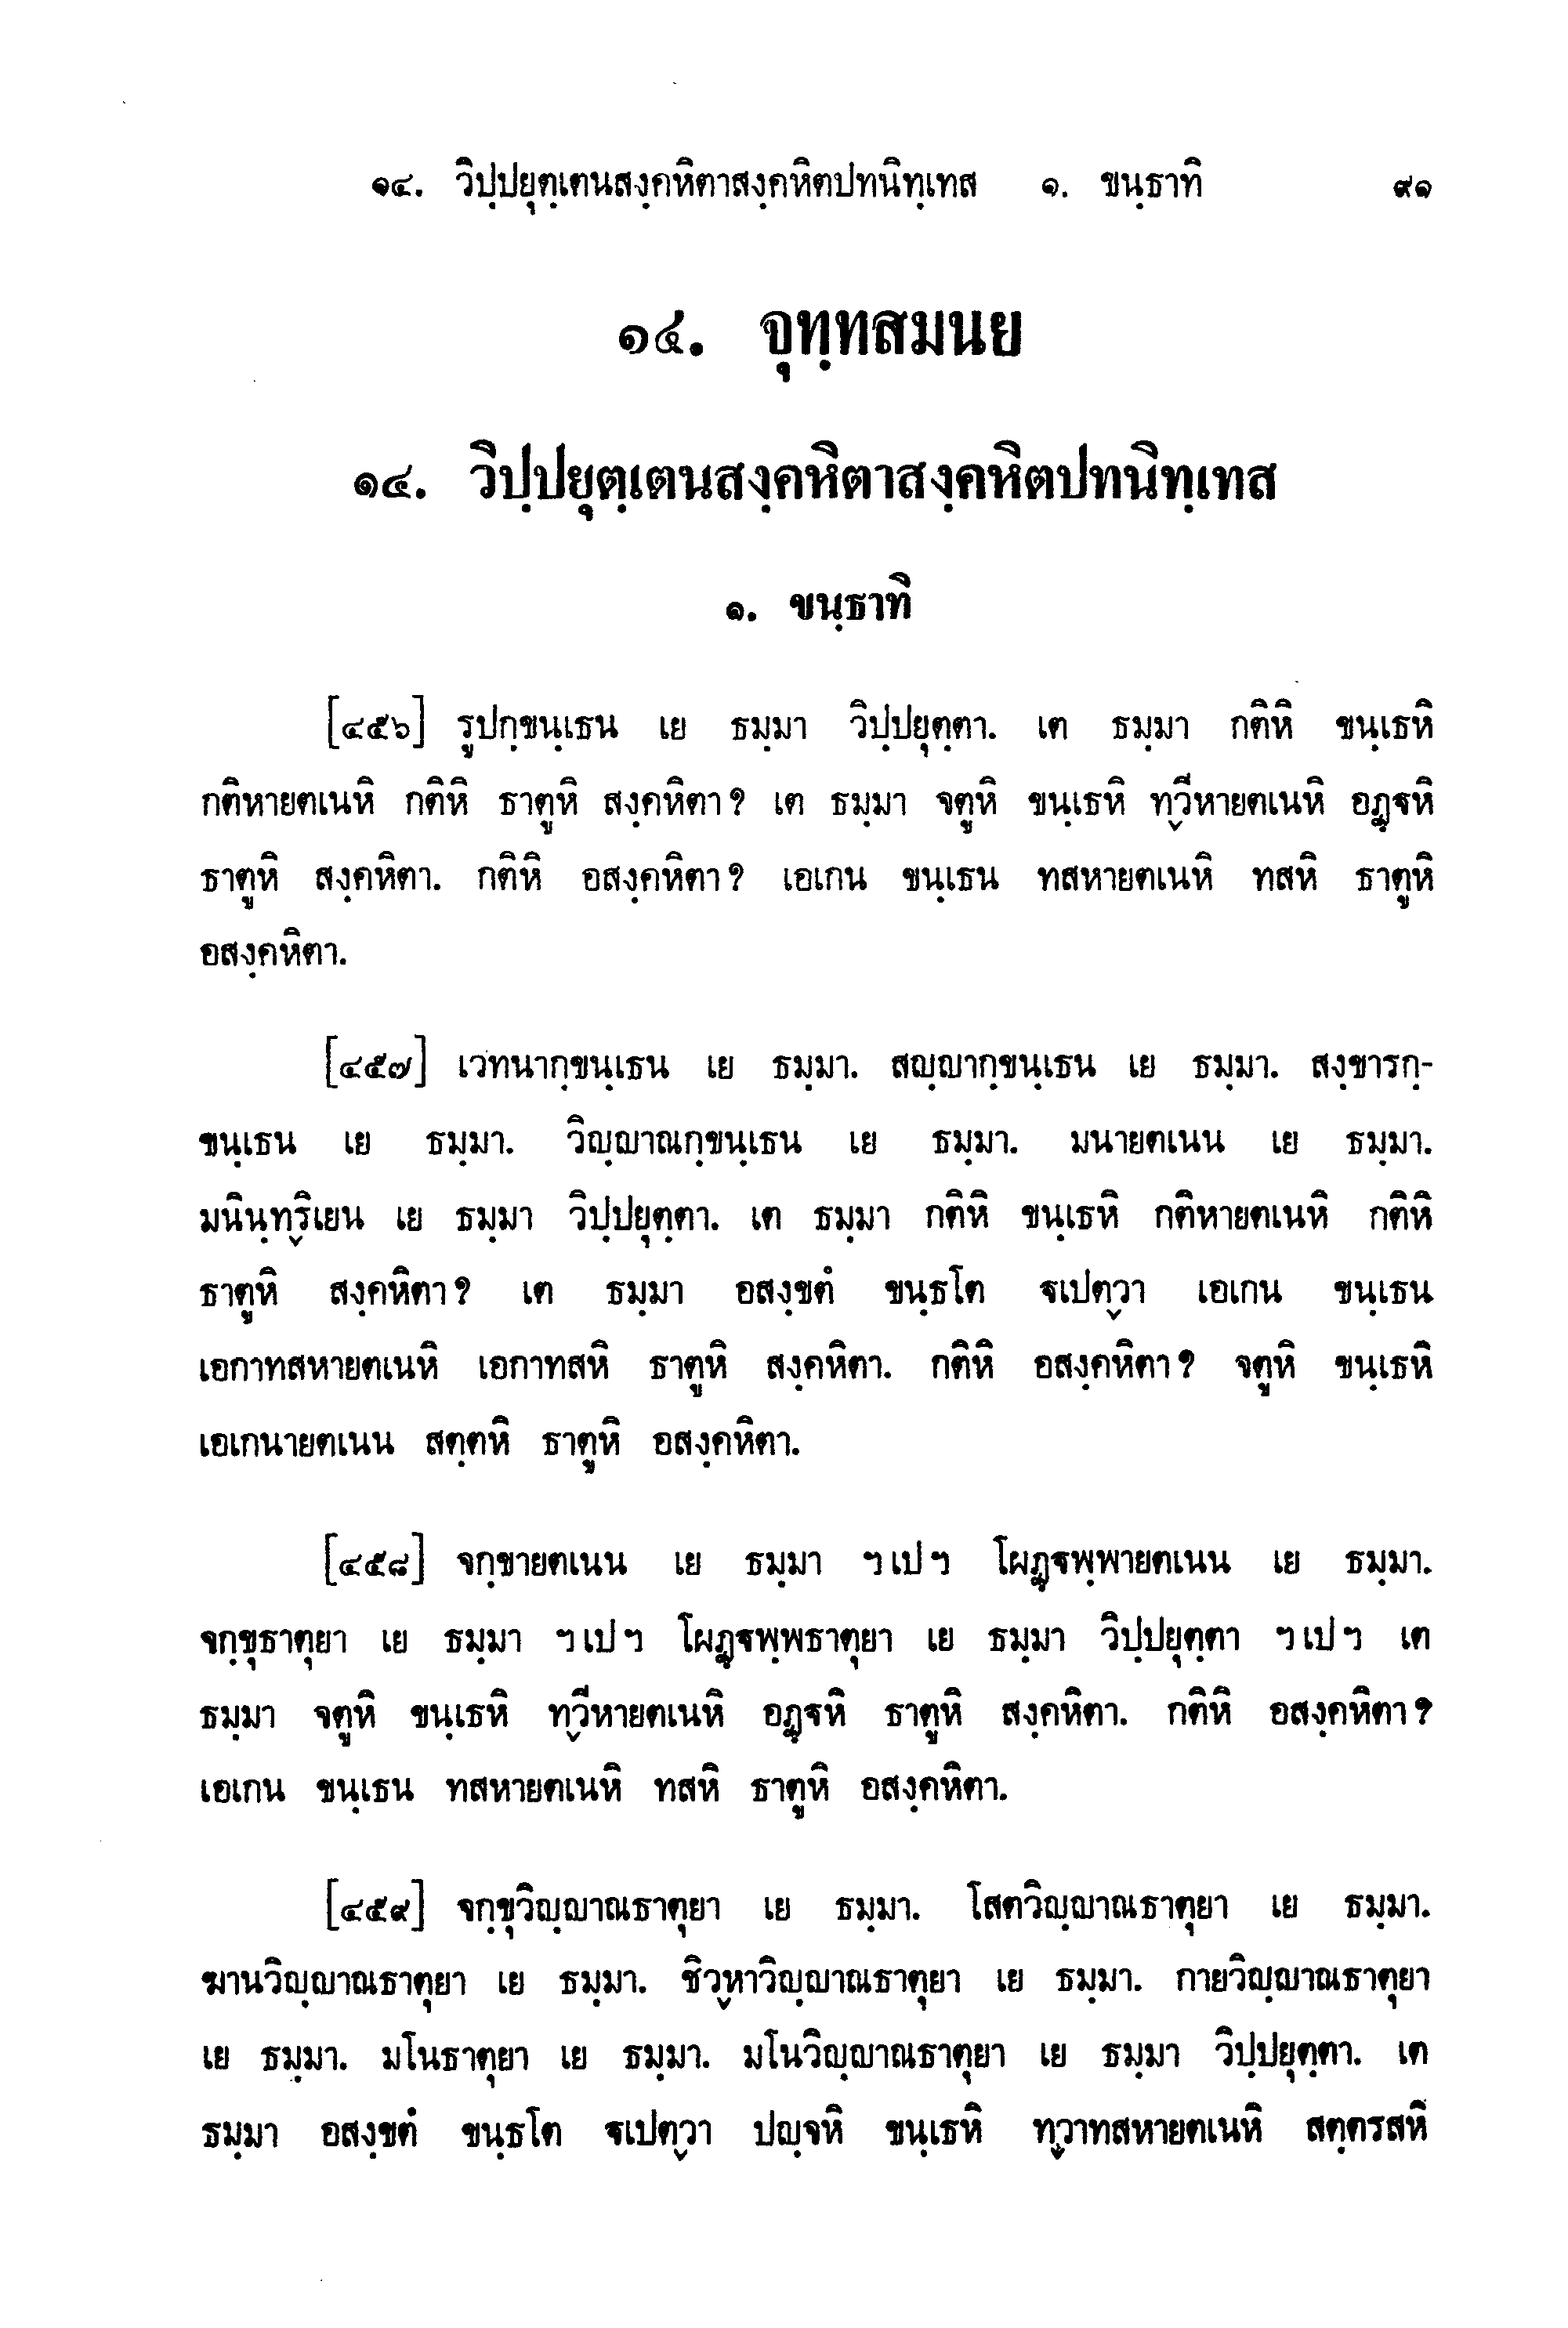 ๑๔. วิปฺปยุตฺเตนสงฺคหิตาสงฺคหิตปทนิทฺเทส ๑. ขนฺธาทิ ๙๑
๑๔. จุทฺทสมนย
๑๔. วิปฺปยุตฺเตนสงฺคหิตาสงฺคหิตปทนิทฺเทส
๑. ขนฺธาทิ
[๔๕๖] รูปกฺขนฺเธน เย ธมฺมา วิปฺปยุตฺตา. เต ธมฺมา กติหิ ขนฺเธหิ
กติหายตเนหิ กติหิ ธาตูหิ สงฺคหิตา? เต ธมฺมา จตูหิ ขนฺเธหิ ทฺวีหายตเนหิ อฏฺฐหิ
ธาตูหิ สงฺคหิตา. กติหิ อสงฺคหิตา? เอเกน ขนฺเธน ทสหายตเนหิ ทสหิ ธาตูหิ
อสงฺคหิตา.
[๔๕๗] เวทนากฺขนฺเธน เย ธมฺมา. สญฺญากฺขนฺเธน เย ธมฺมา. สงฺขารกฺ-
ขนฺเธน เย ธมฺมา. วิญฺญาณกฺขนฺเธน เย ธมฺมา. มนายตเนน เย ธมฺมา.
มนินฺทฺริเยน เย ธมฺมา วิปฺปยุตฺตา. เต ธมฺมา กติหิ ขนฺเธหิ กติหายตเนหิ กติหิ
ธาตูหิ สงฺคหิตา? เต ธมฺมา อสงฺขตํ ขนฺธโต ฐเปตฺวา เอเกน ขนฺเธน
เอกาทสหายตเนหิ เอกาทสหิ ธาตูหิ สงฺคหิตา. กติหิ อสงฺคหิตา? จตูหิ ขนฺเธหิ
เอเกนายตเนน สตฺตหิ ธาตูหิ อสงฺคหิตา.
[๔๕๘] จกฺขายตเนน เย ธมฺมา ฯเปฯ โผฏฺฐพฺพายตเนน เย ธมฺมา.
จกฺขุธาตุยา เย ธมฺมา ฯเปฯ โผฏฺฐพฺพธาตุยา เย ธมฺมา วิปฺปยุตฺตา ฯเปฯ เต
ธมฺมา จตูหิ ขนฺเธหิ ทฺวีหายตเนหิ อฏฺฐหิ ธาตูหิ สงฺคหิตา. กติหิ อสงฺคหิตา?
เอเกน ขนฺเธน ทสหายตเนหิ ทสหิ ธาตูหิ อสงฺคหิตา.
[๔๕๙] จกฺขุวิญฺญาณธาตุยา เย ธมฺมา. โสตวิญฺญาณธาตุยา เย ธมฺมา.
ฆานวิญฺญาณธาตุยา เย ธมฺมา. ชิวฺหาวิญฺญาณธาตุยา เย ธมฺมา. กายวิญฺญาณธาตุยา
เย ธมฺมา. มโนธาตุยา เย ธมฺมา. มโนวิญฺญาณธาตุยา เย ธมฺมา วิปฺปยุตฺตา. เต
ธมฺมา อสงฺขตํ ขนฺธโต ฐเปตฺวา ปญฺจหิ ขนฺเธหิ ทฺวาทสหายตเนหิ สตฺตรสหิ